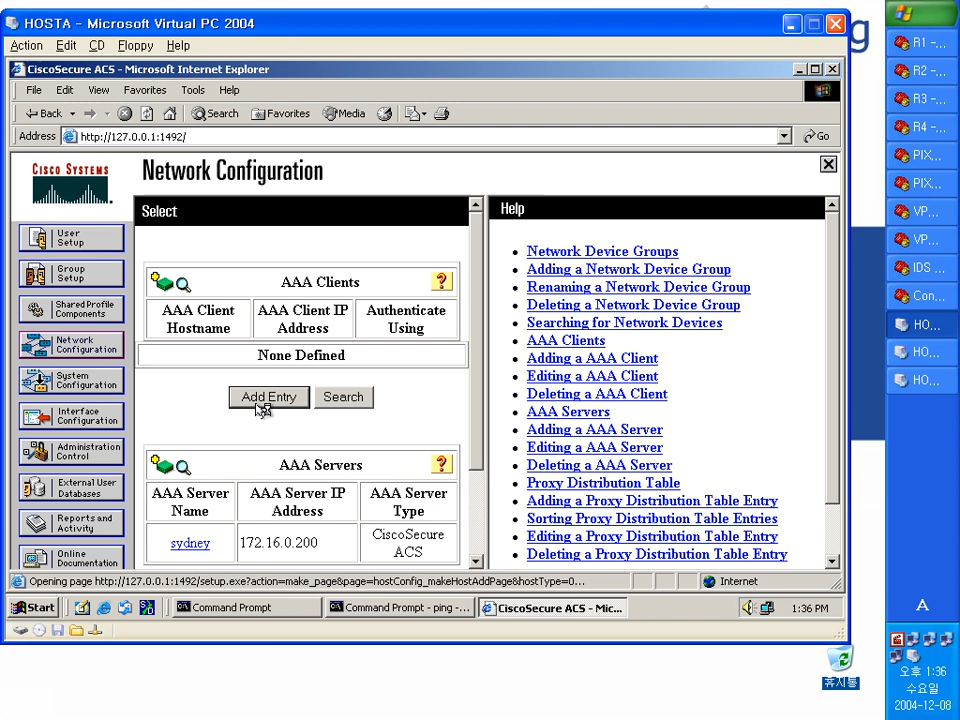 HOSTA - Microsoft Virtual PC 2004
Action Edit CD Floppy Help
CiscoSecure ACS - Microsoft Internet Explorer
File Edit View Favorites Tools Help
Back Search Favorites Media
Address http://127.0.0.1:1492/ Go
CISCO SYSTEMS
Network Configuration
User Setup
Group Setup
Shared Profile Components
Network Configuration
System Configuration
Interface Configuration
Administration Control
External User Databases
Reports and Activity
Online Documentation
Select
AAA Clients ?
AAA Client Hostname
AAA Client IP Address
Authenticate Using
None Defined
Add Entry Search
AAA Servers ?
AAA Server Name
AAA Server IP Address
AAA Server Type
sydney
172.16.0.200
CiscoSecure ACS
Help
Network Device Groups
Adding a Network Device Group
Renaming a Network Device Group
Deleting a Network Device Group
Searching for Network Devices
AAA Clients
Adding a AAA Client
Editing a AAA Client
Deleting a AAA Client
AAA Servers
Adding a AAA Server
Editing a AAA Server
Deleting a AAA Server
Proxy Distribution Table
Adding a Proxy Distribution Table Entry
Sorting Proxy Distribution Table Entries
Editing a Proxy Distribution Table Entry
Deleting a Proxy Distribution Table Entry
Opening page http://127.0.0.1:1492/setup.exe?action=make_page&page=hostConfig_makeHostAddPage&hostType=0... Internet
Start Command Prompt Command Prompt - ping -... CiscoSecure ACS - Mic... 1:36 PM
g
휴지통
R1 -...
R2 -...
R3 -...
R4 -...
PIX...
PIX...
VP...
VP...
IDS ...
Con...
HO...
HO...
HO...
A
오후 1:36
수요일
2004-12-08